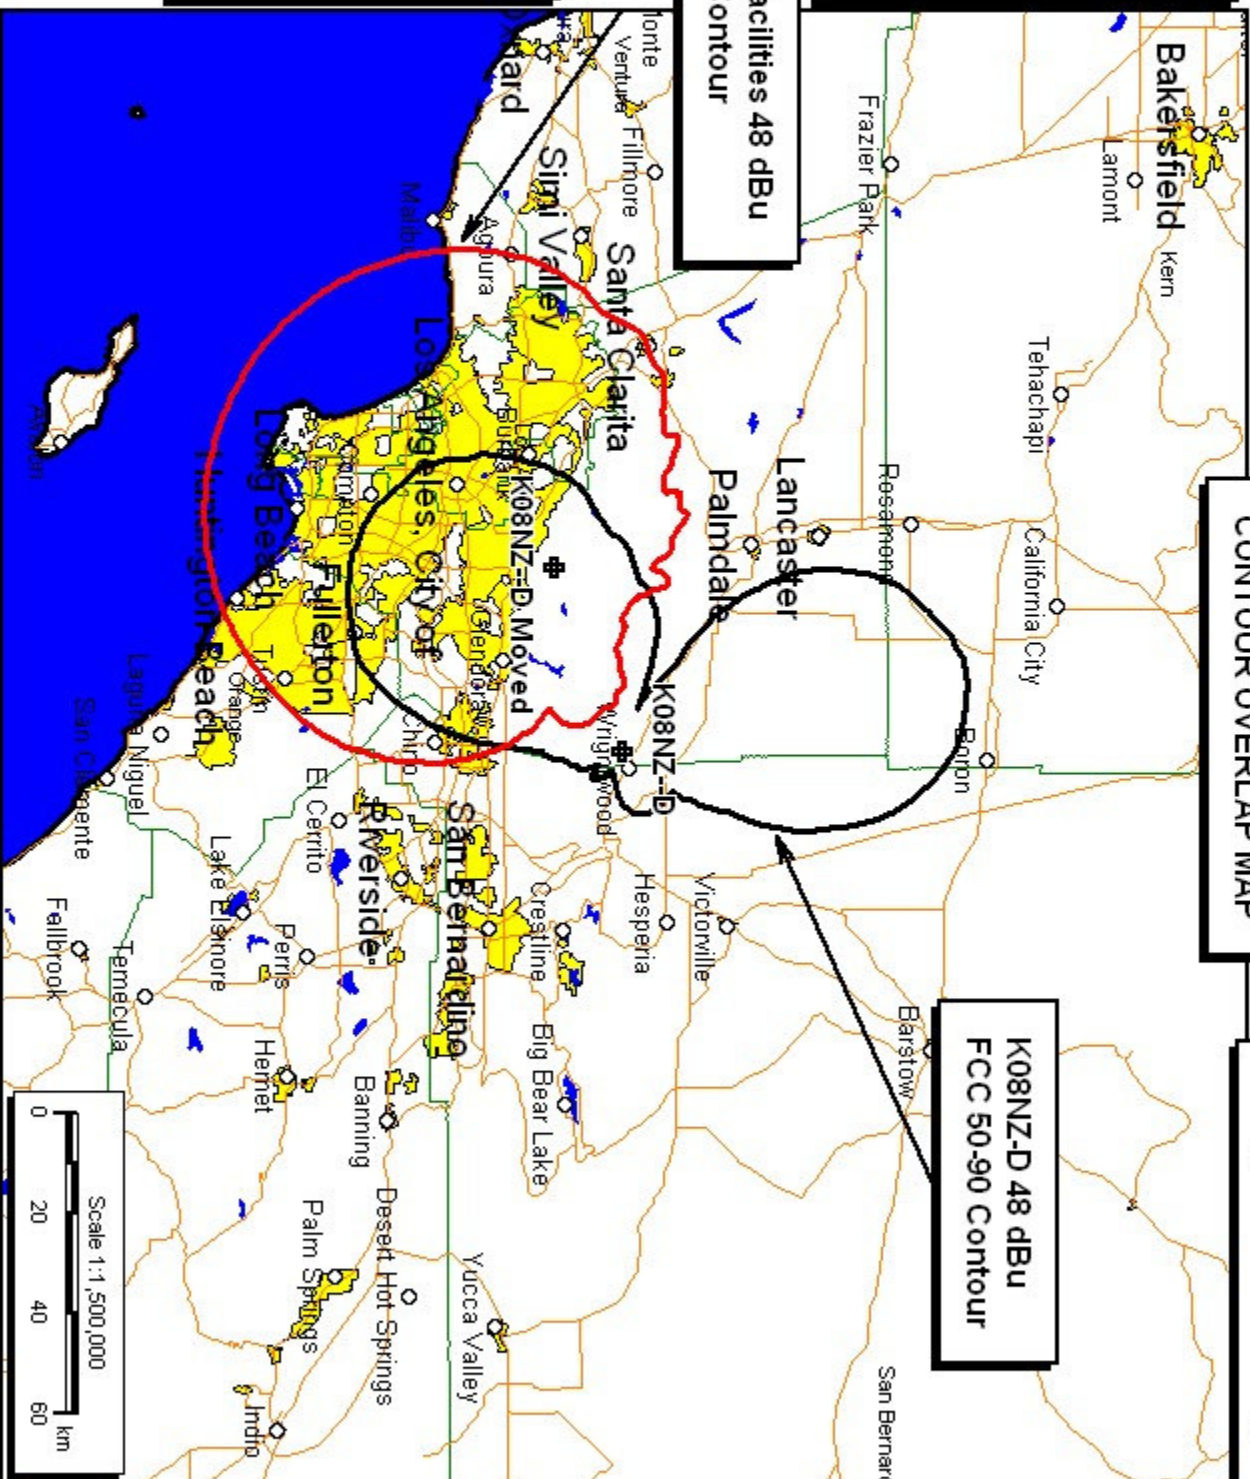 CONTOUR OVERLAP MAP
acilities 48 dBu
ontour
K08NZ-D 48 dBu
FCC 50-90 Contour
Bakersfield
Lamont
Kern
Tehachapi
California City
Boron
Rosamond
Frazier Park
Barstow
San Bernar
Lancaster
Palmdale
Victorville
Hesperia
K08NZ--D
Wrightwood
Fillmore
Ventura
Santa Clarita
Simi Valley
Agoura
Malibu
Burbank
K08NZ--D.Moved
Glendora
Crestline
Big Bear Lake
Los Angeles, City of
San Bernardino
Yucca Valley
Chino
Riverside
Banning
Desert Hot Springs
Compton
Fullerton
El Cerrito
Palm Springs
Long Beach
Tustin
Orange
Perris
Hemet
Indio
Huntington Beach
Lake Elsinore
Laguna Niguel
Temecula
San Clemente
Fallbrook
Avalon
Scale 1:1,500,000
0 20 40 60
km